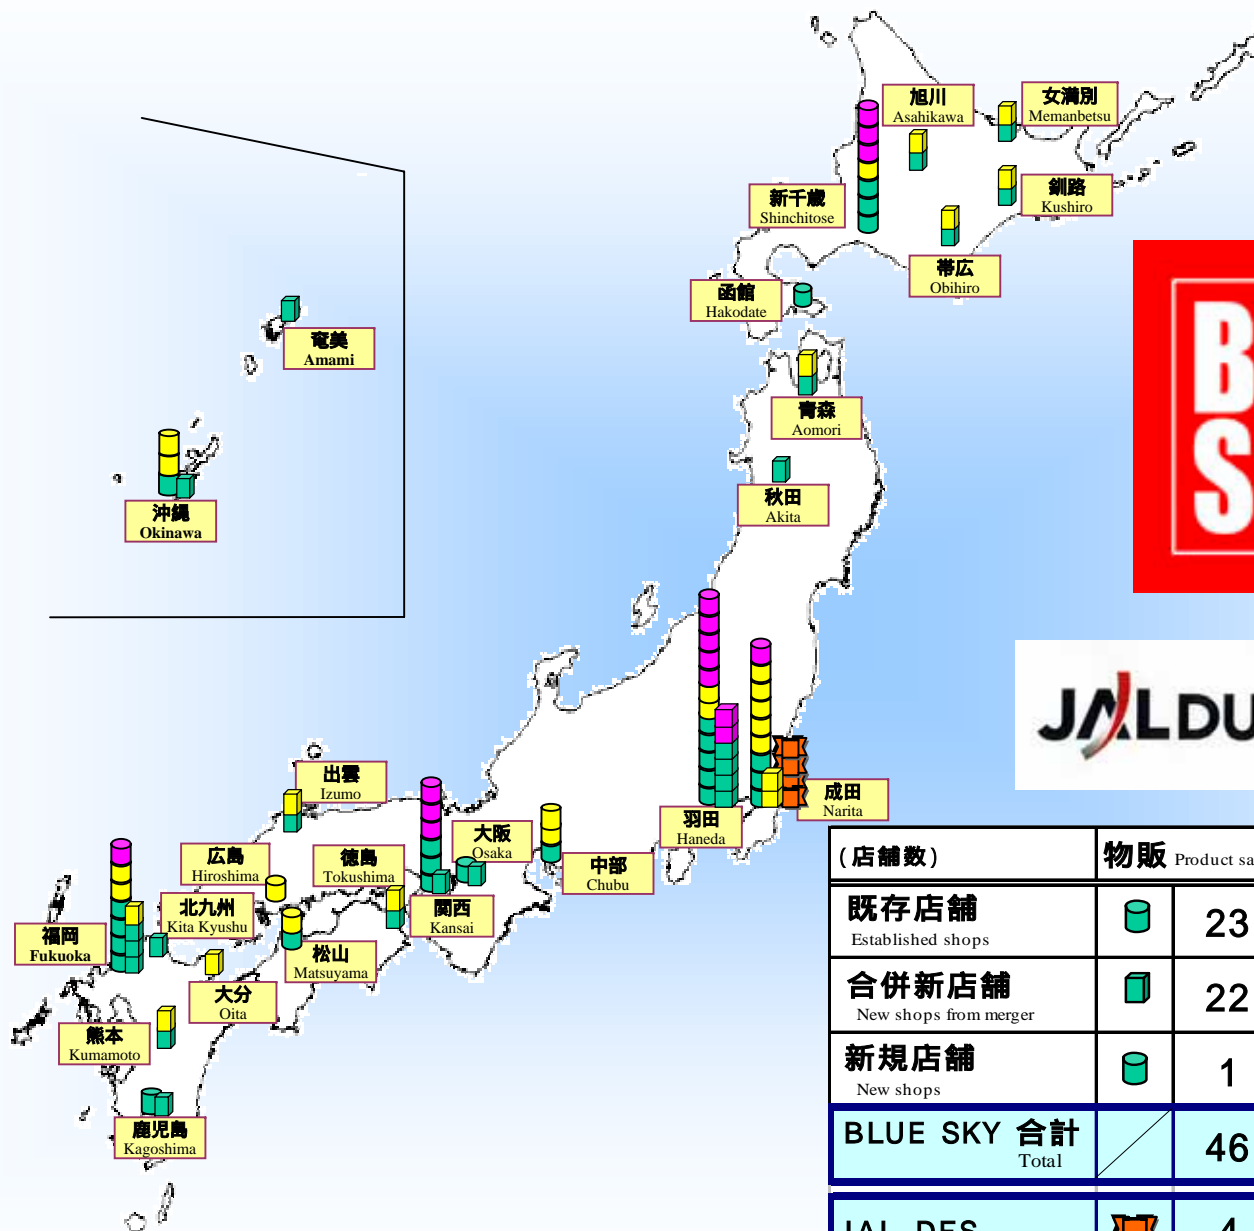 旭川
Asahikawa
女満別
Memanbetsu
新千歳
Shinchitose
釧路
Kushiro
帯広
Obihiro
函館
Hakodate
奄美
Amami
青森
Aomori
沖縄
Okinawa
秋田
Akita
B
S
JALDU
出雲
Izumo
成田
Narita
羽田
Haneda
大阪
Osaka
広島
Hiroshima
徳島
Tokushima
中部
Chubu
北九州
Kita Kyushu
関西
Kansai
福岡
Fukuoka
松山
Matsuyama
大分
Oita
熊本
Kumamoto
鹿児島
Kagoshima
(店舗数) 物販 Product sa
既存店舗 23
Established shops
合併新店舗 22
New shops from merger
新規店舗 1
New shops
BLUE SKY 合計 46
Total
JAL-DFS 4